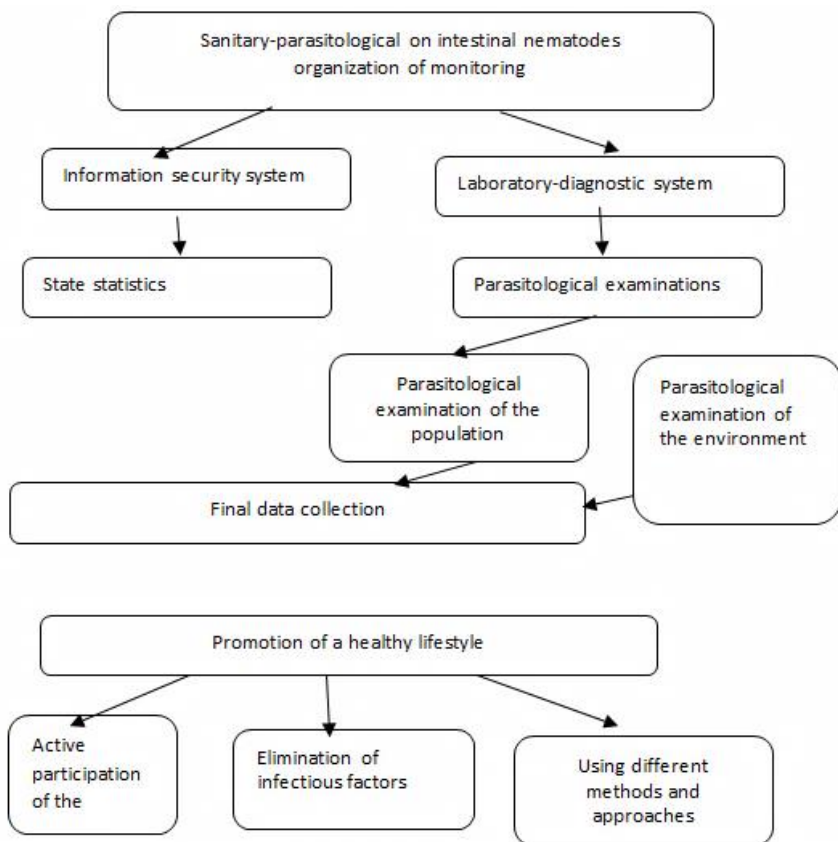 Sanitary-parasitological on intestinal nematodes
organization of monitoring
Information security system
Laboratory-diagnostic system
State statistics
Parasitological examinations
Parasitological
examination of the
population
Parasitological
examination of
the environment
Final data collection
Promotion of a healthy lifestyle
Active
participation
of the
Elimination of
infectious factors
Using different
methods and
approaches